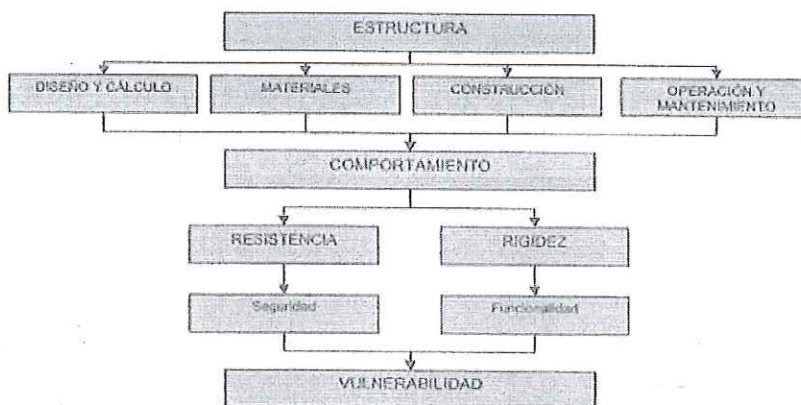 ESTRUCTURA
DISEÑO Y CÁLCULO
MATERIALES
CONSTRUCCIÓN
OPERACIÓN Y
MANTENIMIENTO
COMPORTAMIENTO
RESISTENCIA
RIGIDEZ
Seguridad
Funcionalidad
VULNERABILIDAD